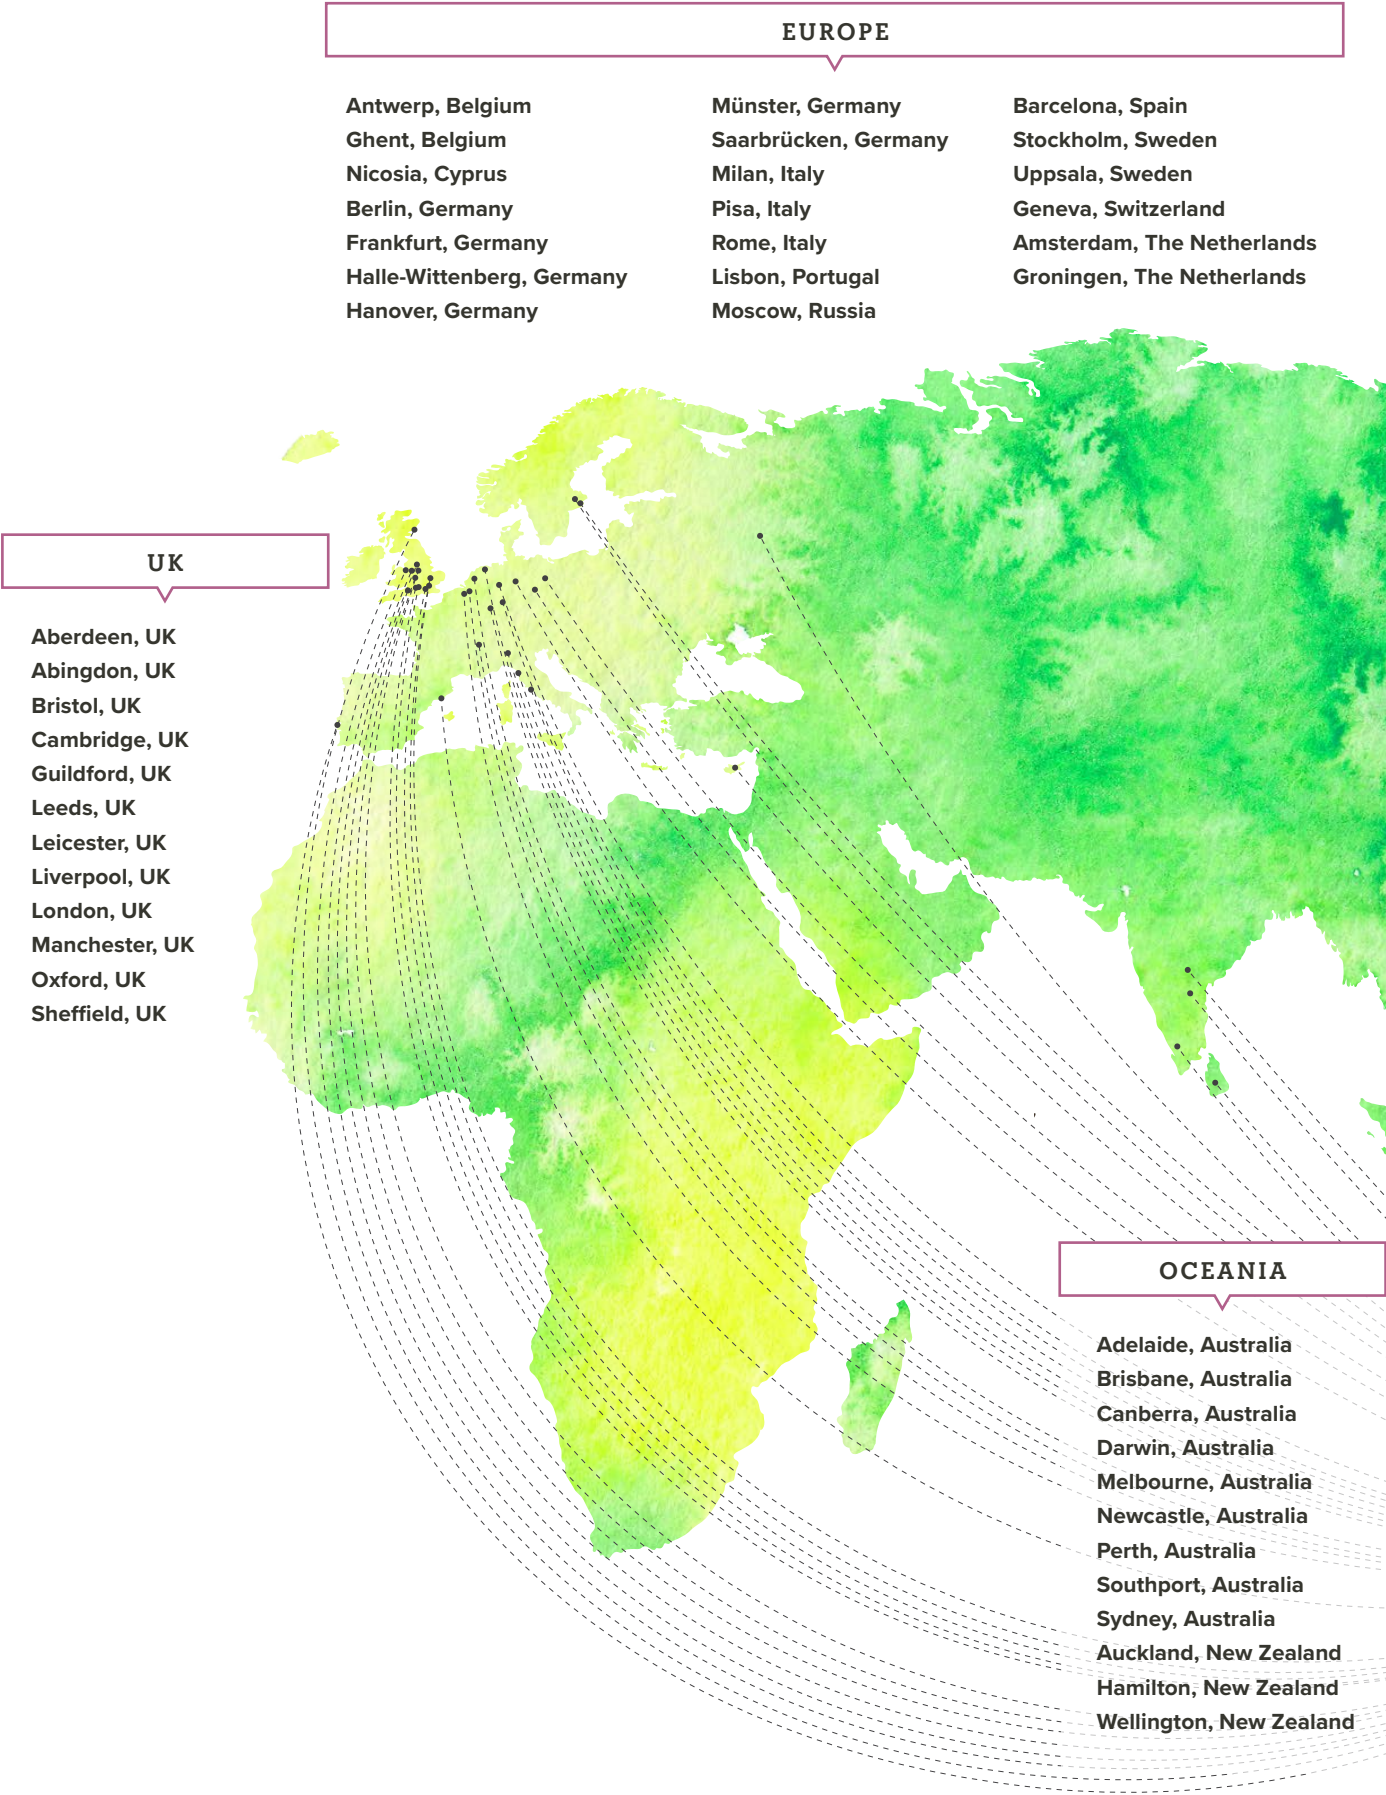 EUROPE
Antwerp, Belgium
Ghent, Belgium
Nicosia, Cyprus
Berlin, Germany
Frankfurt, Germany
Halle-Wittenberg, Germany
Hanover, Germany
Münster, Germany
Saarbrücken, Germany
Milan, Italy
Pisa, Italy
Rome, Italy
Lisbon, Portugal
Moscow, Russia
Barcelona, Spain
Stockholm, Sweden
Uppsala, Sweden
Geneva, Switzerland
Amsterdam, The Netherlands
Groningen, The Netherlands
UK
Aberdeen, UK
Abingdon, UK
Bristol, UK
Cambridge, UK
Guildford, UK
Leeds, UK
Leicester, UK
Liverpool, UK
London, UK
Manchester, UK
Oxford, UK
Sheffield, UK
OCEANIA
Adelaide, Australia
Brisbane, Australia
Canberra, Australia
Darwin, Australia
Melbourne, Australia
Newcastle, Australia
Perth, Australia
Southport, Australia
Sydney, Australia
Auckland, New Zealand
Hamilton, New Zealand
Wellington, New Zealand